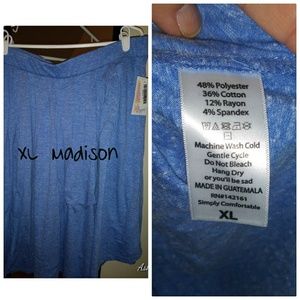 XL Madison
48% Polyester
36% Cotton
12% Rayon
4% Spandex
Machine Wash Cold
Gentle Cycle
Do Not Bleach
Hang Dry
or you'll be sad
MADE IN GUATEMALA
RN#142161
Simply Comfortable
XL